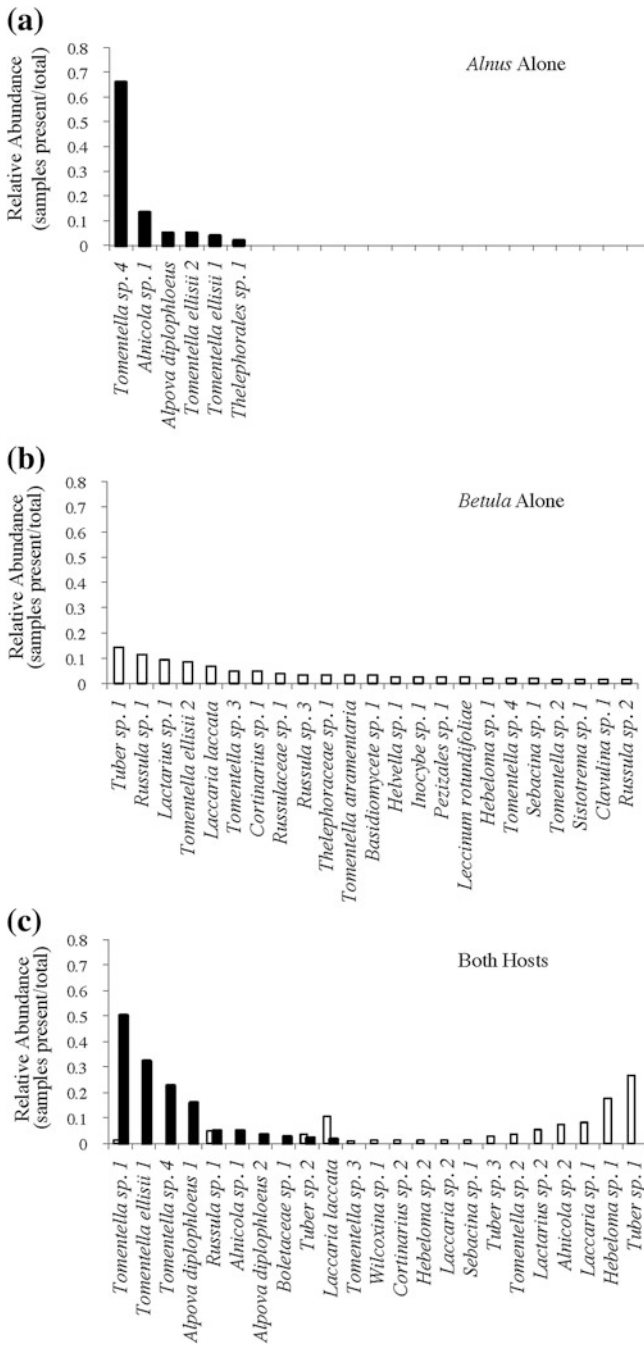 (a)
0.8
0.7
0.6
0.5
0.4
0.3
0.2
0.1
0
Relative Abundance
(samples present/total)
Alnus Alone
Tomentella sp. 4
Alnicola sp. 1
Alpova diplophloeus
Tomentella ellisii 2
Tomentella ellisii 1
Thelephorales sp. 1
(b)
0.8
0.7
0.6
0.5
0.4
0.3
0.2
0.1
0
Relative Abundance
(samples present/total)
Betula Alone
Tuber sp. 1
Russula sp. 1
Lactarius sp. 1
Tomentella ellisii 2
Laccaria laccata
Tomentella sp. 3
Cortinarius sp. 1
Russulaceae sp. 1
Russula sp. 3
Thelephoraceae sp. 1
Tomentella atramentaria
Basidiomycete sp. 1
Helvella sp. 1
Inocybe sp. 1
Pezizales sp. 1
Leccinum roundifoliae
Hebeloma sp. 1
Tomentella sp. 4
Sebacina sp. 1
Tomentella sp. 2
Sistotrema sp. 1
Clavulina sp. 1
Russula sp. 2
(c)
0.8
0.7
0.6
0.5
0.4
0.3
0.2
0.1
0
Relative Abundance
(samples present/total)
Both Hosts
Tomentella sp. 1
Tomentella ellisii 1
Tomentella sp. 4
Alpova diplophloeus 1
Russula sp. 1
Alnicola sp. 1
Alpova diplophloeus 2
Boletaceae sp. 1
Tuber sp. 2
Laccaria laccata
Tomentella sp. 3
Wilcoxina sp. 1
Cortinarius sp. 2
Hebeloma sp. 2
Laccaria sp. 2
Sebacina sp. 1
Tuber sp. 3
Tomentella sp. 2
Lactarius sp. 2
Alnicola sp. 2
Laccaria sp. 1
Hebeloma sp. 1
Tuber sp. 1